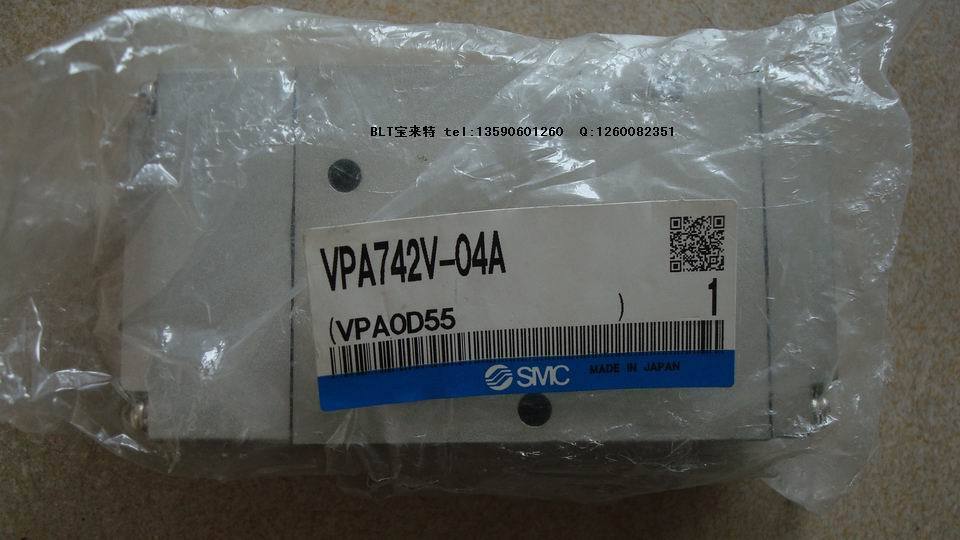 BLT宝来特 tel:13590601260 Q:1260082351
VPA742V-04A
(VPA0D55 )
1
SMC MADE IN JAPAN